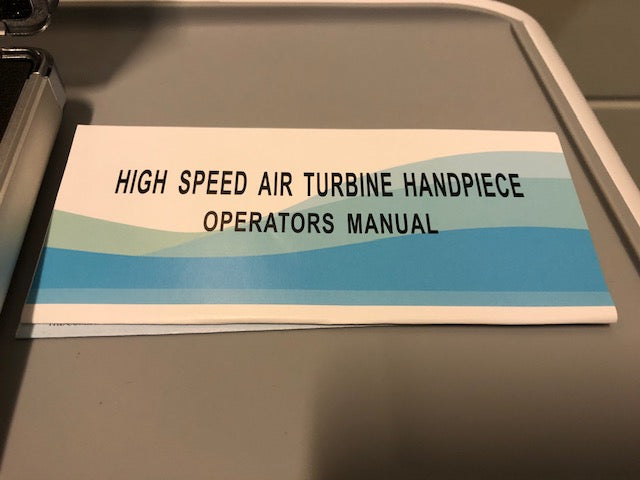 HIGH SPEED AIR TURBINE HANDPIECE
OPERATORS MANUAL